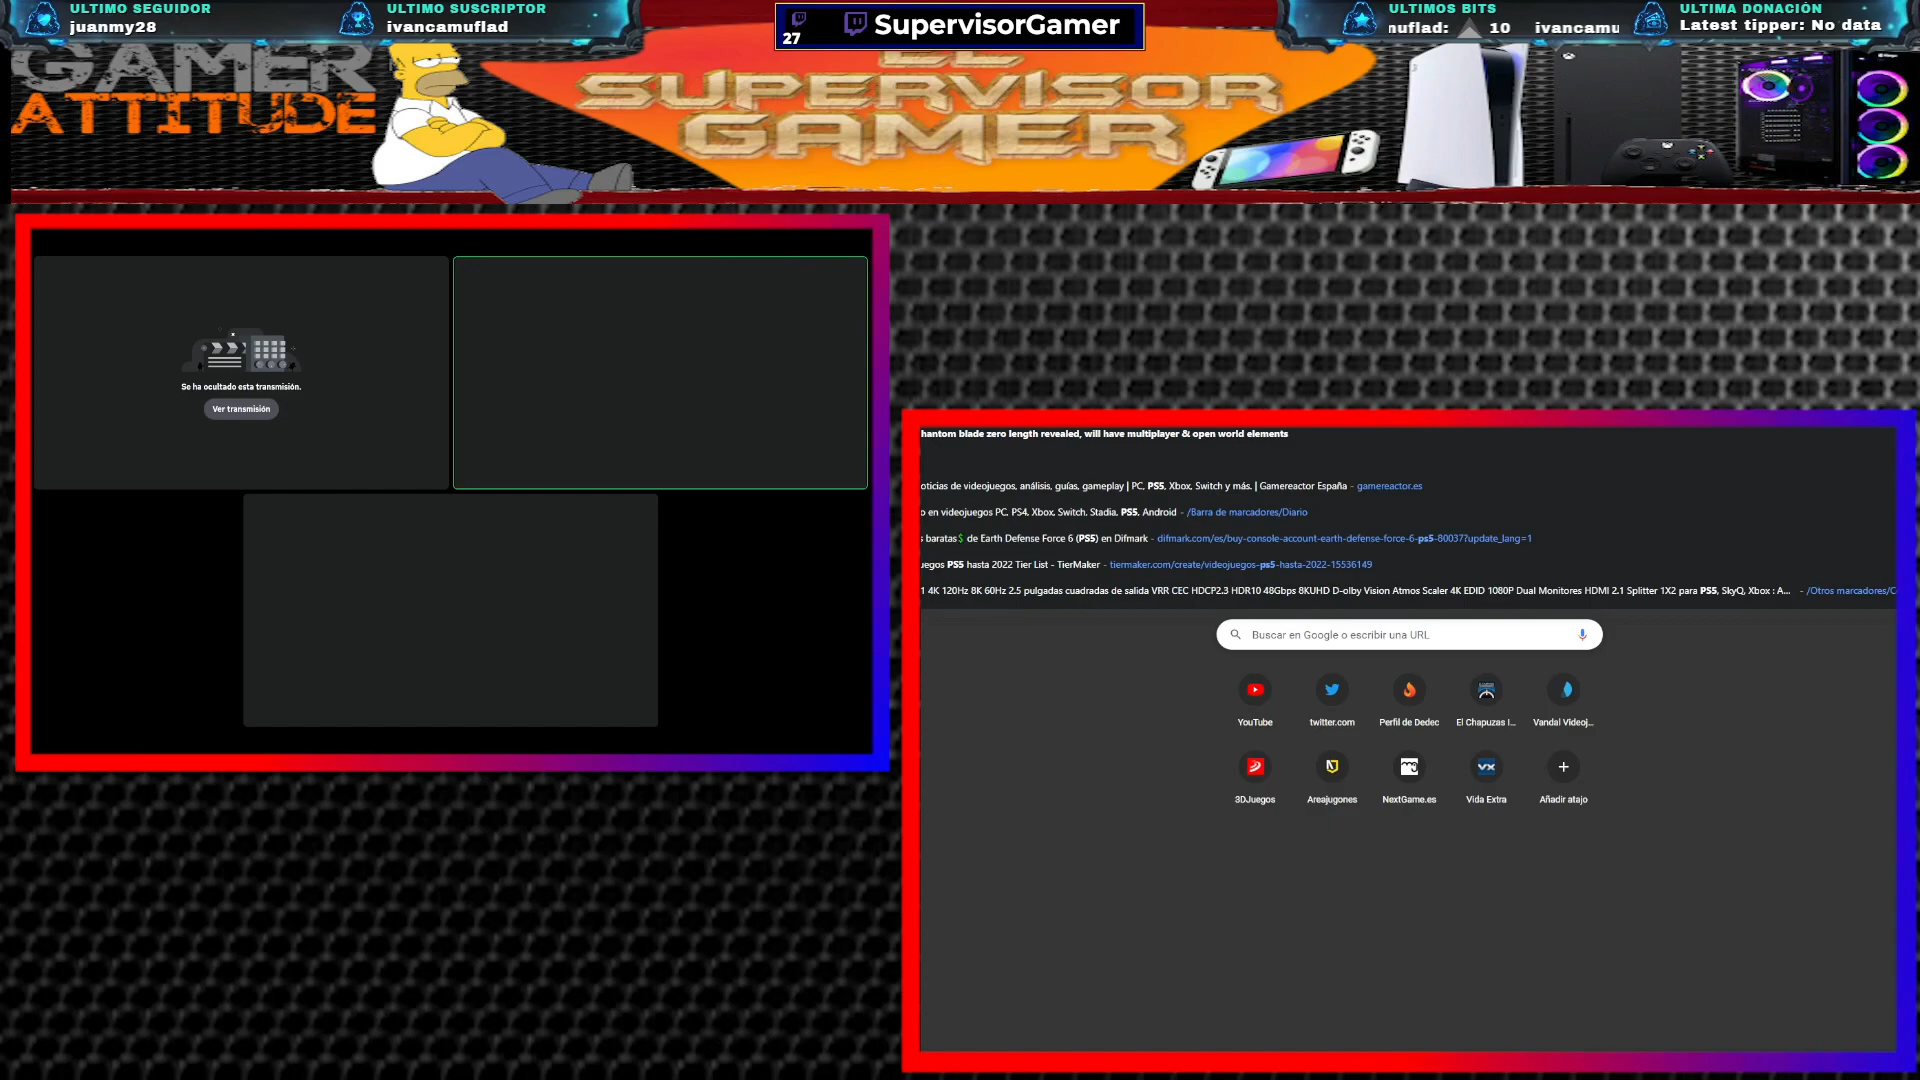 ULTIMO SEGUIDOR
juanmy28
ULTIMO SUSCRIPTOR
ivancamuflad
27
SupervisorGamer
ULTIMOS BITS
nuflad: 10 ivancamu
ULTIMA DONACIÓN
Latest tipper: No data
GAMER
ATTITUDE
EL
SUPERVISOR
GAMER
Se ha ocultado esta transmisión.
Ver transmisión
hantom blade zero length revealed, will have multiplayer & open world elements
oticias de videojuegos, análisis, guías, gameplay | PC, PS5, Xbox, Switch y más. | Gamereactor España - gamereactor.es
o en videojuegos PC, PS4, Xbox, Switch, Stadia, PS5, Android - /Barra de marcadores/Diario
s baratas$ de Earth Defense Force 6 (PS5) en Difmark - difmark.com/es/buy-console-account-earth-defense-force-6-ps5-80037?update_lang=1
uegos PS5 hasta 2022 Tier List - TierMaker - tiermaker.com/create/videojuegos-ps5-hasta-2022-15536149
1 4K 120Hz 8K 60Hz 2.5 pulgadas cuadradas de salida VRR CEC HDCP2.3 HDR10 48Gbps 8KUHD D-olby Vision Atmos Scaler 4K EDID 1080P Dual Monitores HDMI 2.1 Splitter 1X2 para PS5, SkyQ, Xbox : A... - /Otros marcadores/C
Buscar en Google o escribir una URL
YouTube
twitter.com
Perfil de Dedec
El Chapuzas I...
Vandal Videoj...
3DJuegos
Areajugones
NextGame.es
Vida Extra
Añadir atajo